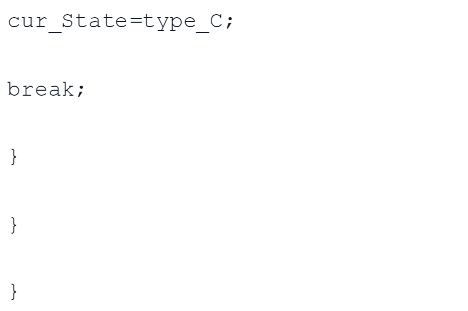 cur_State=type_C;
break;
}
}
}